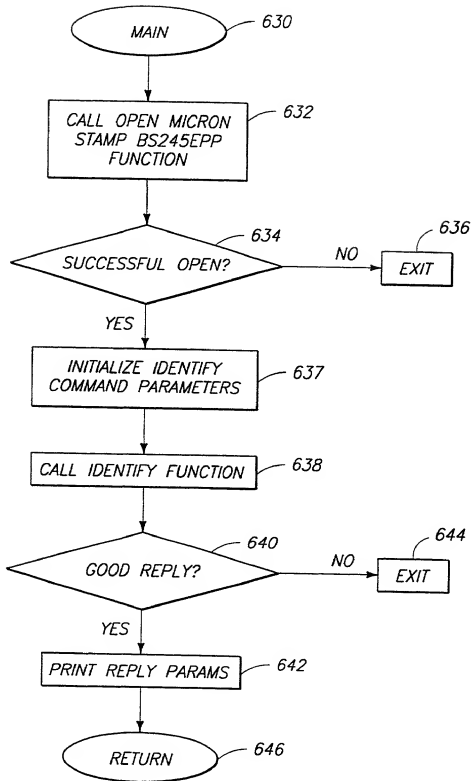 MAIN
630
CALL OPEN MICRON
STAMP BS245EPP
FUNCTION
632
SUCCESSFUL OPEN?
634
NO
EXIT
636
YES
INITIALIZE IDENTIFY
COMMAND PARAMETERS
637
CALL IDENTIFY FUNCTION
638
GOOD REPLY?
640
NO
EXIT
644
YES
PRINT REPLY PARAMS
642
RETURN
646